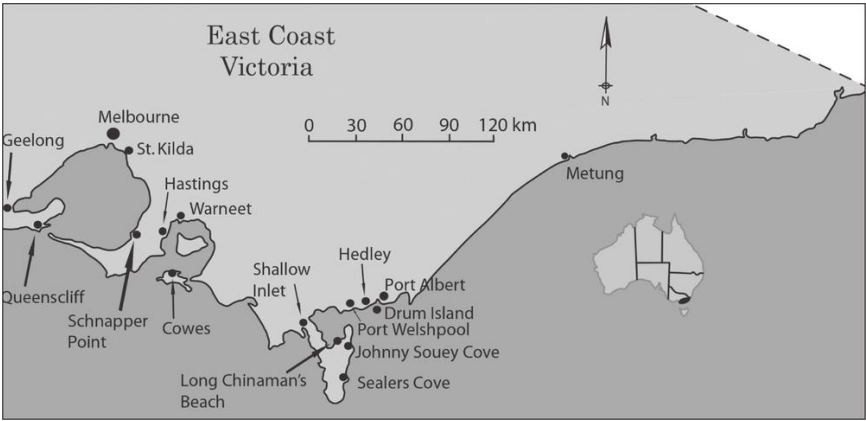 East Coast
Victoria
N
0 30 60 90 120 km
Melbourne
Geelong
St. Kilda
Hastings
Warneet
Metung
Queenscliff
Schnapper
Point
Cowes
Shallow
Inlet
Hedley
Port Albert
Drum Island
Port Welshpool
Johnny Souey Cove
Long Chinaman's
Beach
Sealers Cove